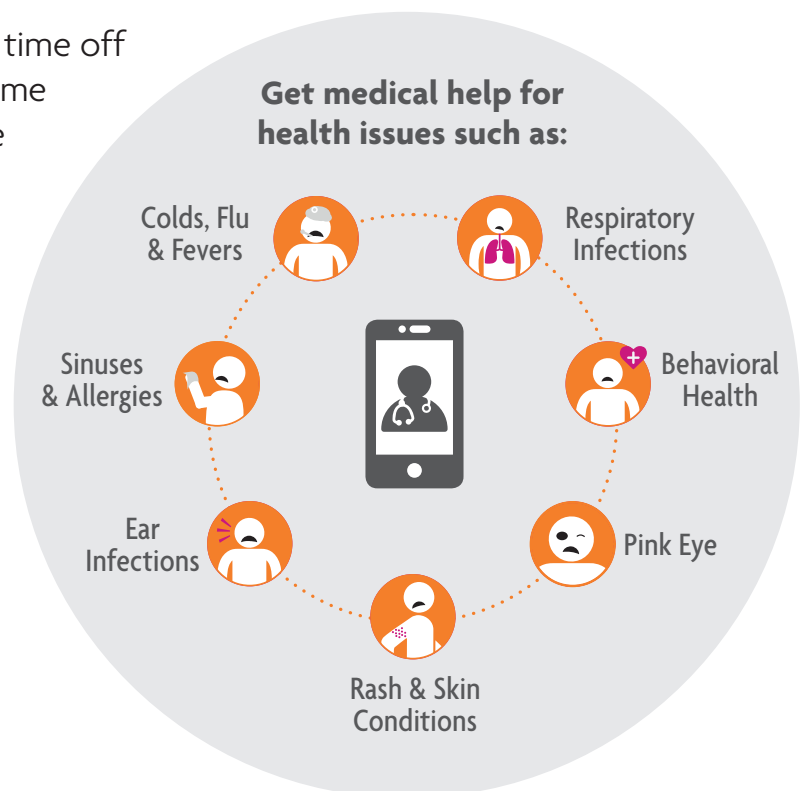 time off
me
e
Get medical help for
health issues such as:
Colds, Flu
& Fevers
Respiratory
Infections
Sinuses
& Allergies
Behavioral
Health
Ear
Infections
Pink Eye
Rash & Skin
Conditions